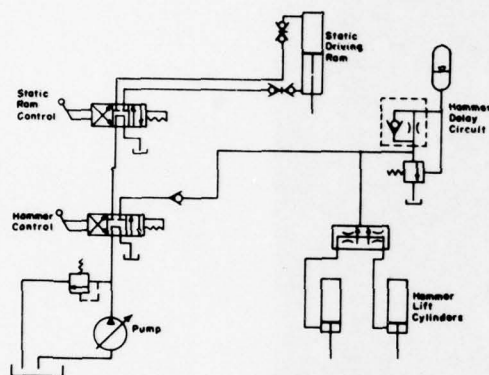 Static
Driving
Ram
Static
Ram
Control
Hammer
Delay
Circuit
Hammer
Control
Pump
Hammer
Lift
Cylinders